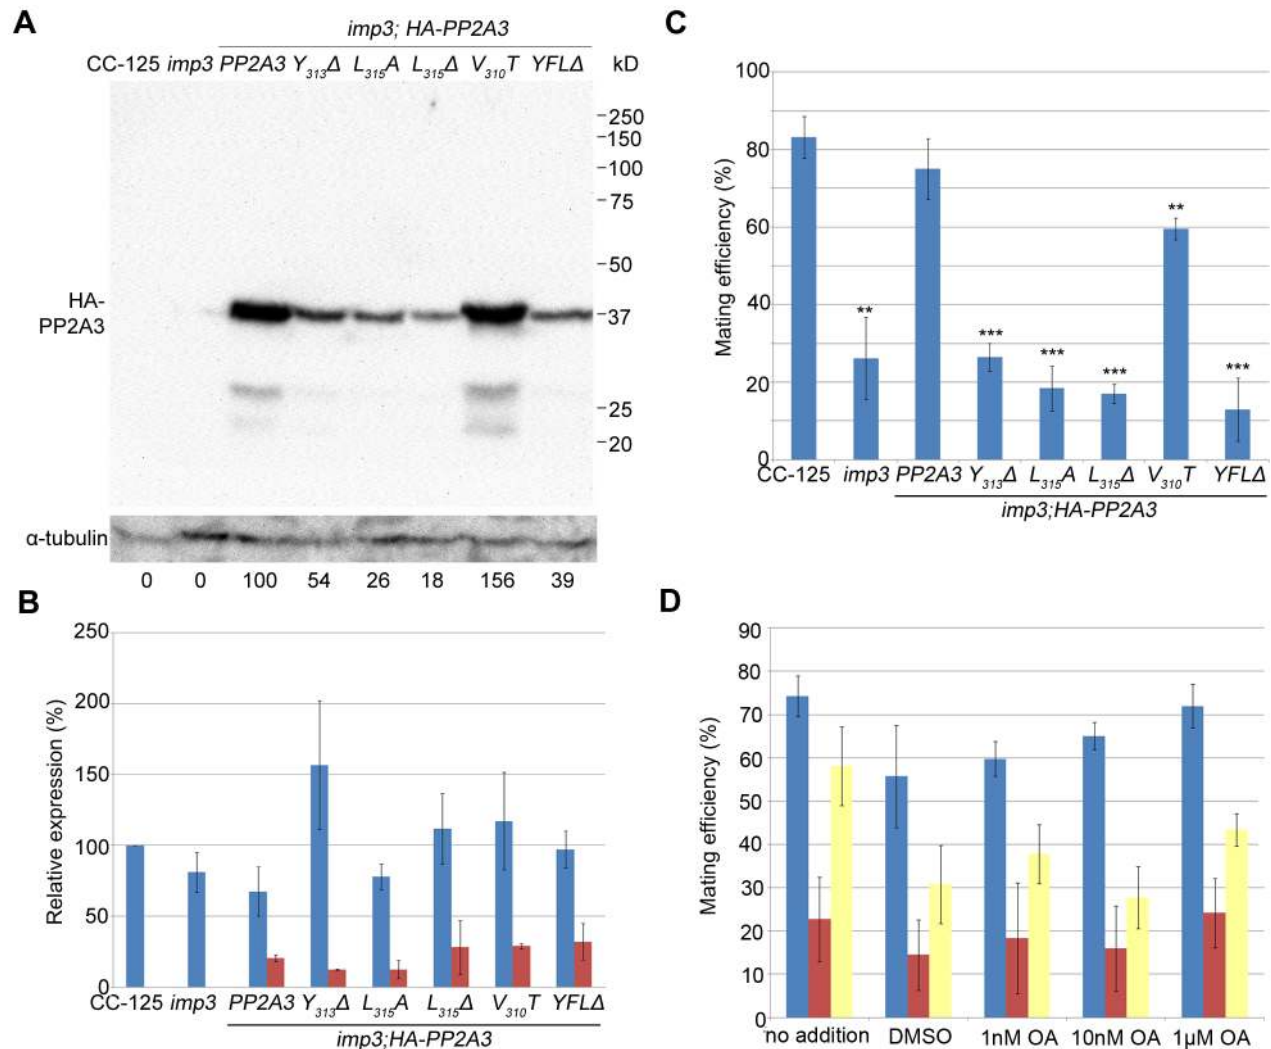 A
imp3; HA-PP2A3
CC-125 imp3 PP2A3 Y313Δ L315A L315Δ V310T YFLΔ kD
250
150
100
75
50
HA-
PP2A3
37
25
20
α-tubulin
0 0 100 54 26 18 156 39
B
Relative expression (%)
250
200
150
100
50
0
CC-125 imp3 PP2A3 Y313Δ L315A L315Δ V310T YFLΔ
imp3;HA-PP2A3
C
Mating efficiency (%)
100
80
60
40
20
0
** *** *** *** ** ***
CC-125 imp3 PP2A3 Y313Δ L315A L315Δ V310T YFLΔ
imp3;HA-PP2A3
D
Mating efficiency (%)
90
80
70
60
50
40
30
20
10
0
no addition DMSO 1nM OA 10nM OA 1µM OA